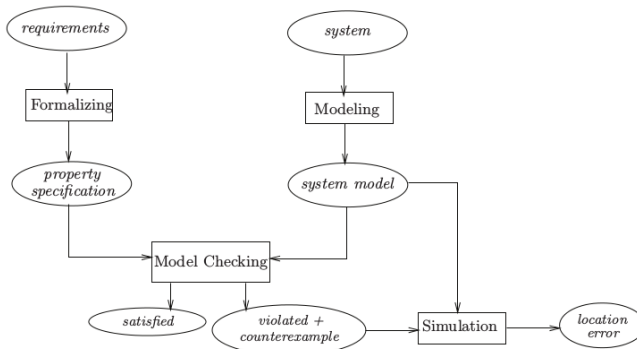 requirements
system
Formalizing
Modeling
property
specification
system model
Model Checking
satisfied
violated +
counterexample
Simulation
location
error